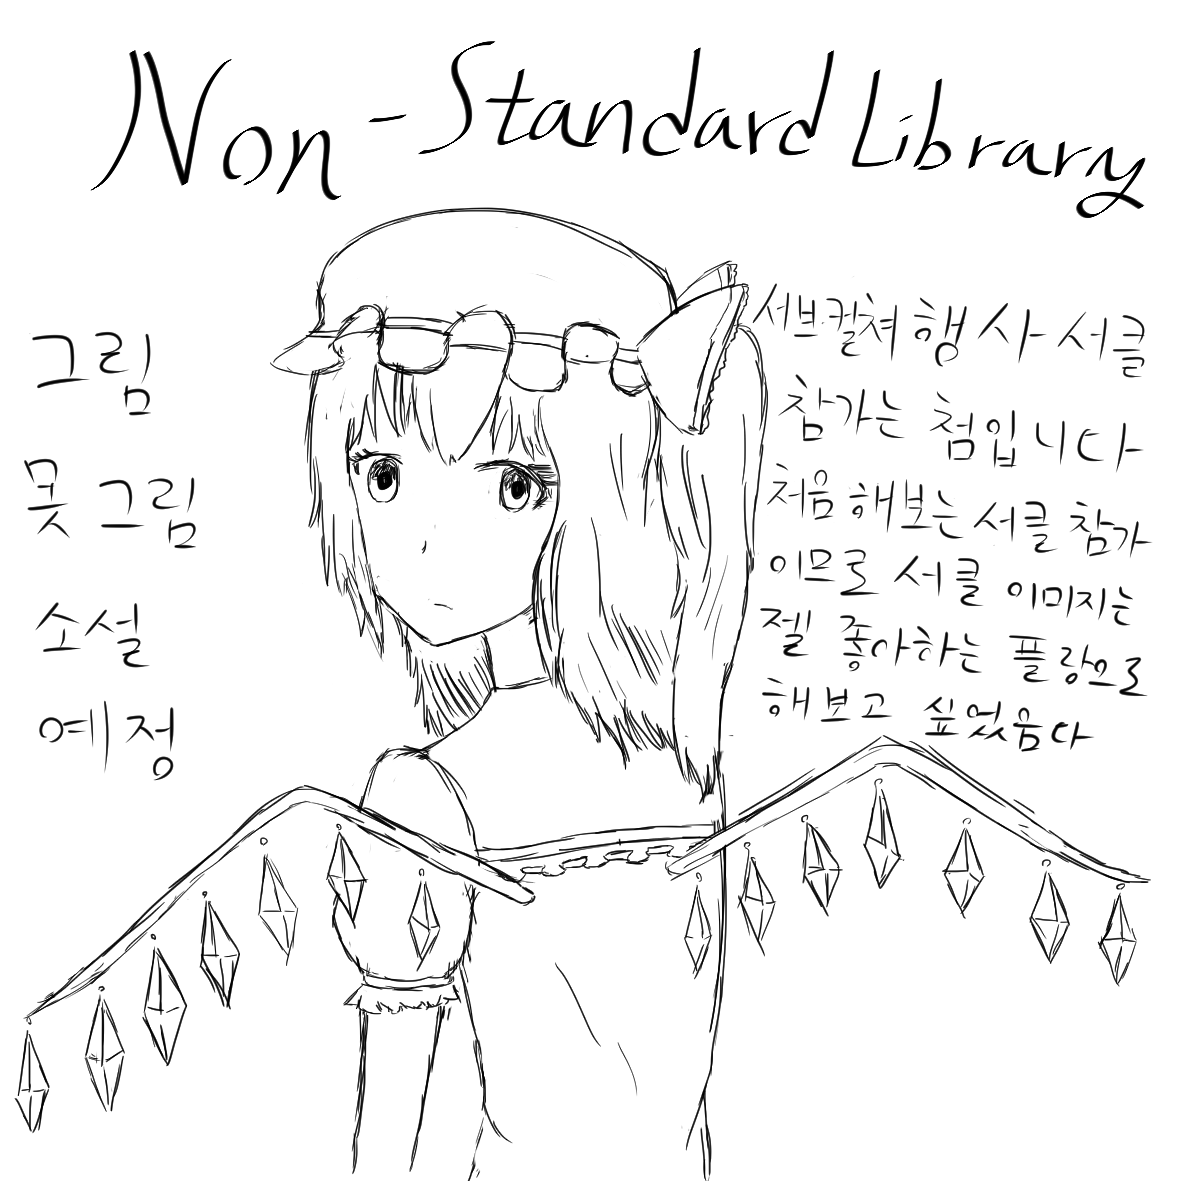 Non-Standard Library
그림
못 그림
소설
예정
서브컬쳐 행사 서클
참가는 첨입니다
처음 해보는 서클 참가
이므로 서클 이미지는
젤 좋아하는 플랑으로
해보고 싶었음다